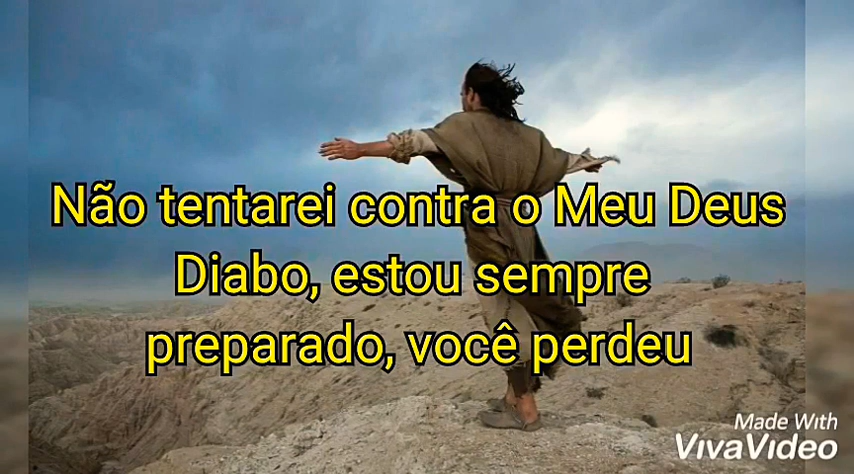 Não tentarei contra o Meu Deus
Diabo, estou sempre
preparado, você perdeu
Made With
VivaVideo